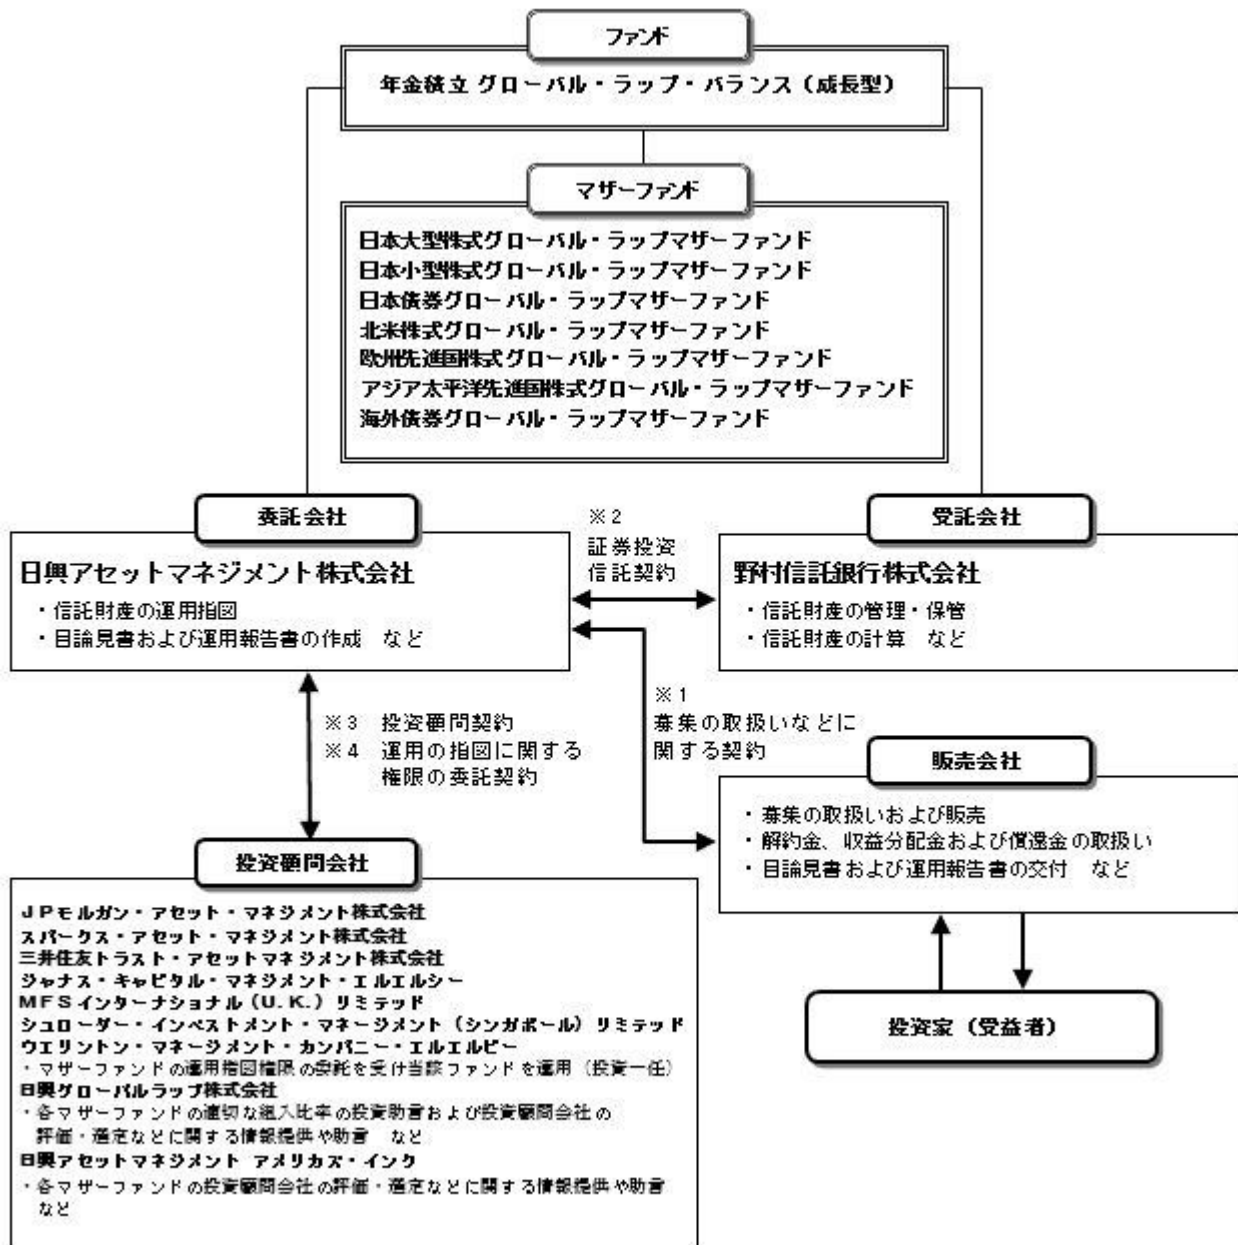 ファンド
年金積立 グローバル・ラップ・バランス（成長型）
マザーファンド
日本大型株式グローバル・ラップマザーファンド
日本小型株式グローバル・ラップマザーファンド
日本債券グローバル・ラップマザーファンド
北米株式グローバル・ラップマザーファンド
欧州先進国株式グローバル・ラップマザーファンド
アジア太平洋先進国株式グローバル・ラップマザーファンド
海外債券グローバル・ラップマザーファンド
委託会社
日興アセットマネジメント株式会社
・信託財産の運用指図
・目論見書および運用報告書の作成　など
※2
証券投資
信託契約
受託会社
野村信託銀行株式会社
・信託財産の管理・保管
・信託財産の計算　など
※3　投資顧問契約
※4　運用の指図に関する
権限の委託契約
※1
募集の取扱いなどに
関する契約
販売会社
・募集の取扱いおよび販売
・解約金、収益分配金および償還金の取扱い
・目論見書および運用報告書の交付　など
投資顧問会社
ＪＰモルガン・アセット・マネジメント株式会社
スパークス・アセット・マネジメント株式会社
三井住友トラスト・アセットマネジメント株式会社
ジャナス・キャピタル・マネジメント・エルエルシー
MFSインターナショナル（U.K.）リミテッド
シュローダー・インベストメント・マネージメント（シンガポール）リミテッド
ウエリントン・マネージメント・カンパニー・エルエルピー
・マザーファンドの運用指図権限の委託を受け当該ファンドを運用（投資一任）
日興グローバルラップ株式会社
・各マザーファンドの適切な組入比率の投資助言および投資顧問会社の
評価・選定などに関する情報提供や助言　など
日興アセットマネジメント アメリカズ・インク
・各マザーファンドの投資顧問会社の評価・選定などに関する情報提供や助言
など
投資家（受益者）